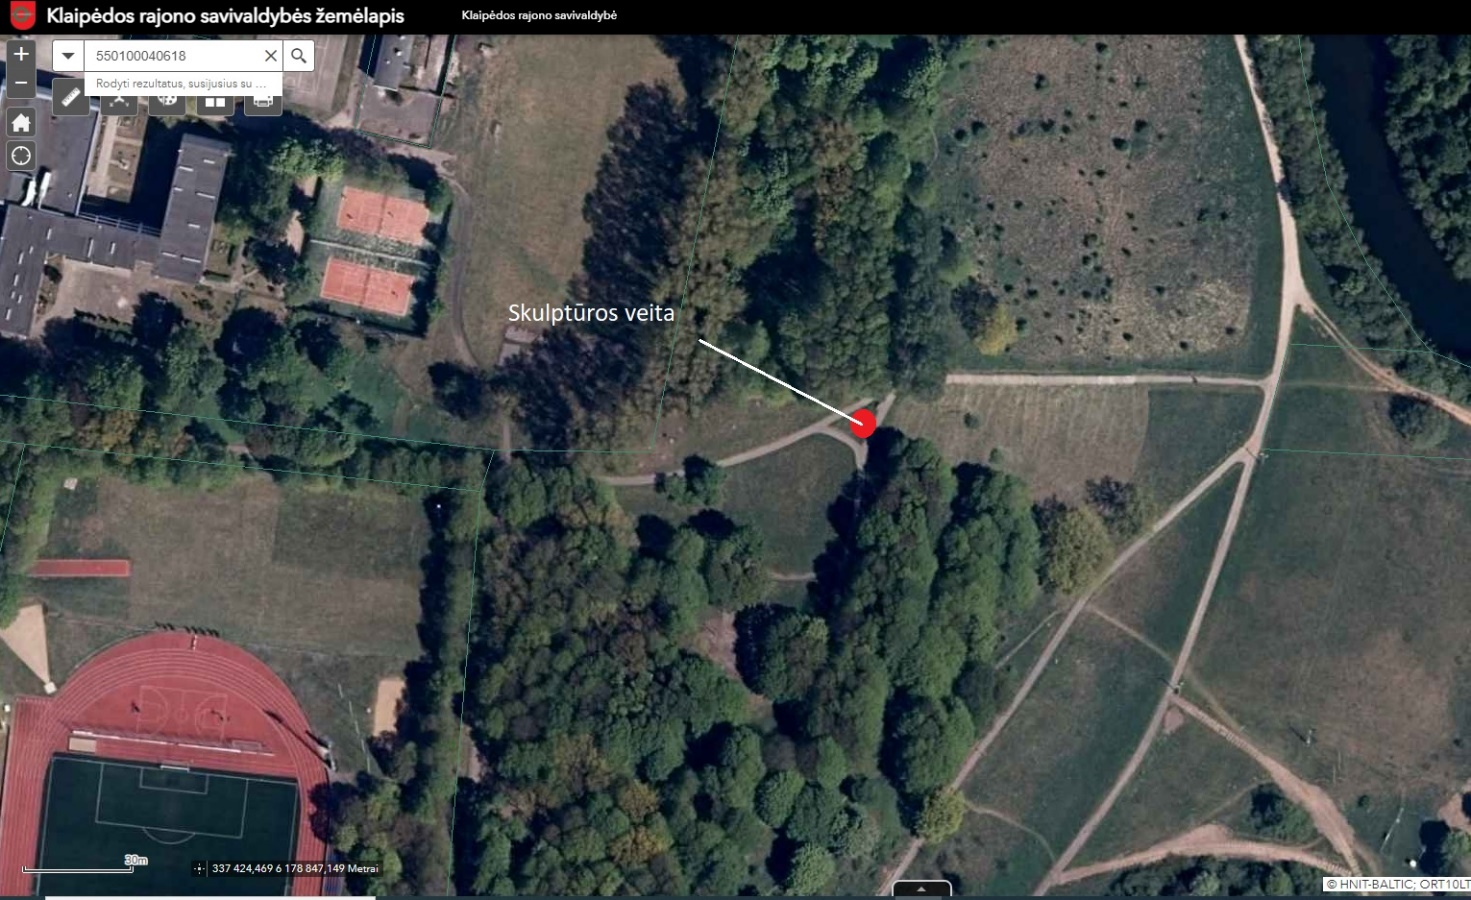 Klaipėdos rajono savivaldybės žemėlapis
Klaipėdos rajono savivaldybė
550100040618
Rodyti rezultatus, susijusius su ...
Skulptūros veita
30m
337 424,469 6 178 847,149 Metrai
© HNIT-BALTIC; ORT10LT